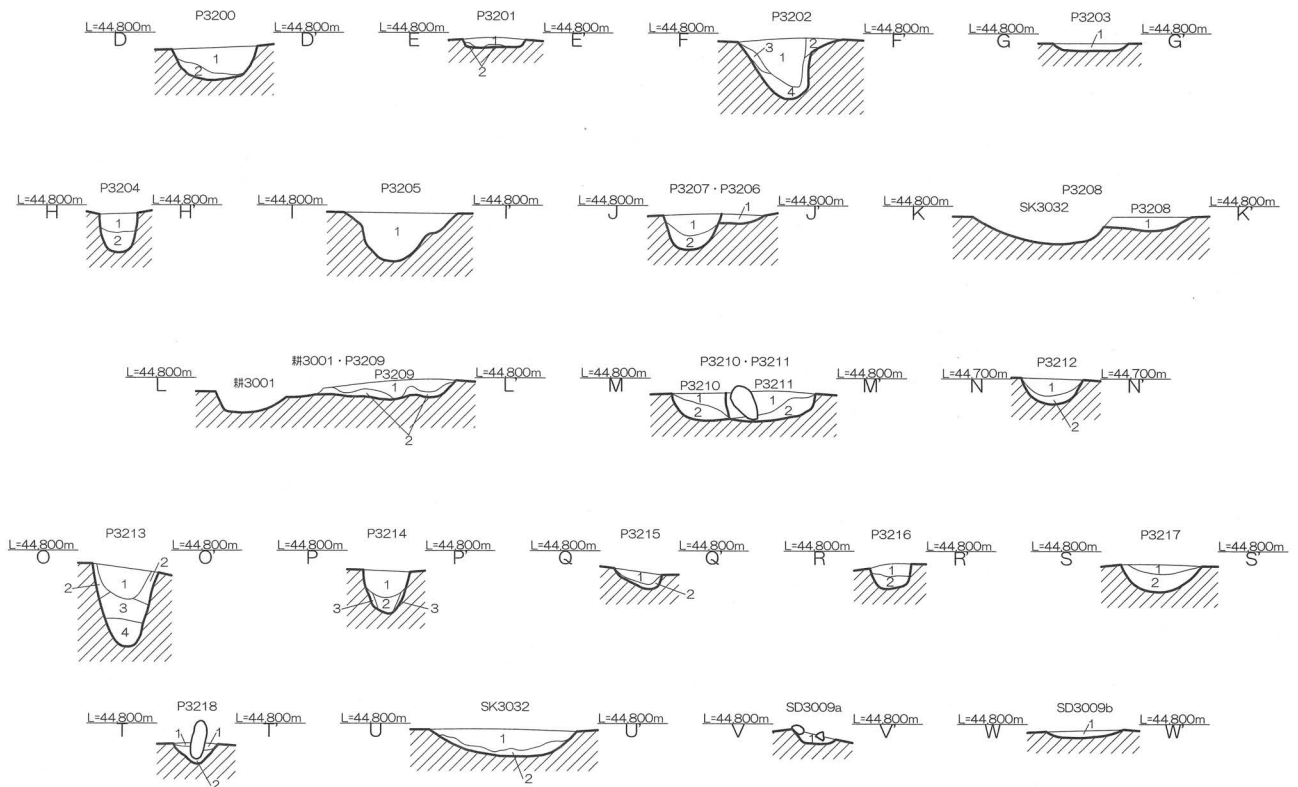 P3200
L=44.800m L=44.800m
D D'
1
2
P3201
L=44.800m L=44.800m
E E'
1
2
P3202
L=44.800m L=44.800m
F F'
3 1 2
4
P3203
L=44.800m L=44.800m
G G'
1
P3204
L=44.800m L=44.800m
H H'
1
2
P3205
L=44.800m L=44.800m
I I'
1
P3207・P3206
L=44.800m L=44.800m
J J'
1
1
2
P3208
L=44.800m L=44.800m
K K'
SK3032 P3208
1
耕3001・P3209
L=44.800m L=44.800m
L L'
耕3001 P3209
1
2
P3210・P3211
L=44.800m L=44.800m
M M'
P3210 P3211
1 1
2 2
P3212
L=44.700m L=44.700m
N N'
1
2
P3213
L=44.800m L=44.800m
O O'
2
1
2
3
4
P3214
L=44.800m L=44.800m
P P'
1
2
3 3
P3215
L=44.800m L=44.800m
Q Q'
1
2
P3216
L=44.800m L=44.800m
R R'
1
2
P3217
L=44.800m L=44.800m
S S'
1
2
P3218
L=44.800m L=44.800m
T T'
1 1
2
SK3032
L=44.800m L=44.800m
U U'
1
2
SD3009a
L=44.800m L=44.800m
V V'
1
SD3009b
L=44.800m L=44.800m
W W'
1